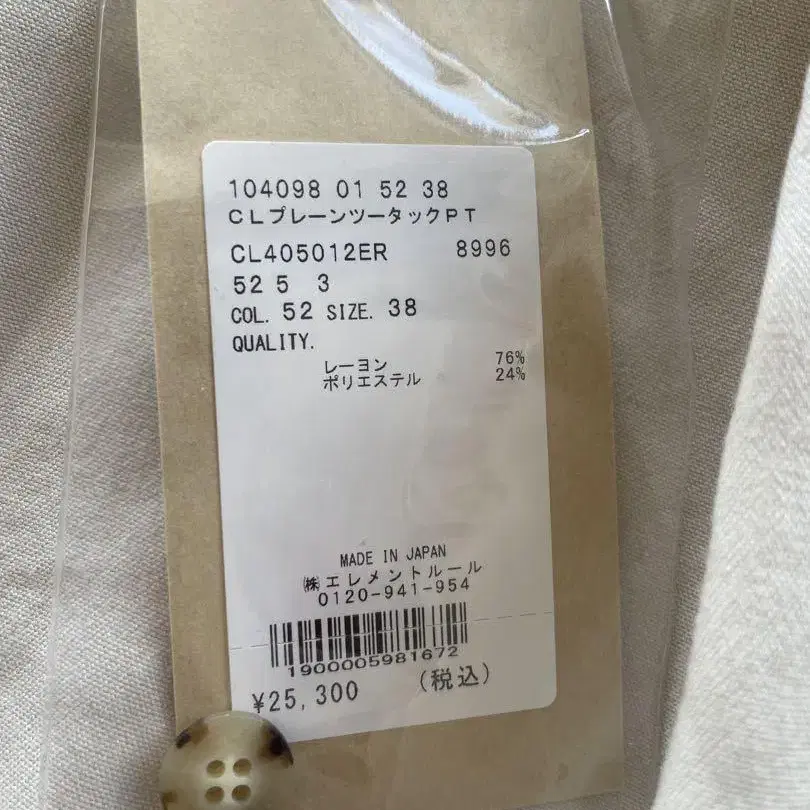 104098 01 52 38
CLプレーンツータックPT
CL405012ER 8996
52 5 3
COL. 52 SIZE. 38
QUALITY.
レーヨン 76%
ポリエステル 24%
MADE IN JAPAN
㈱エレメントルール
0120-941-954
1900005981672
¥25,300 (税込)